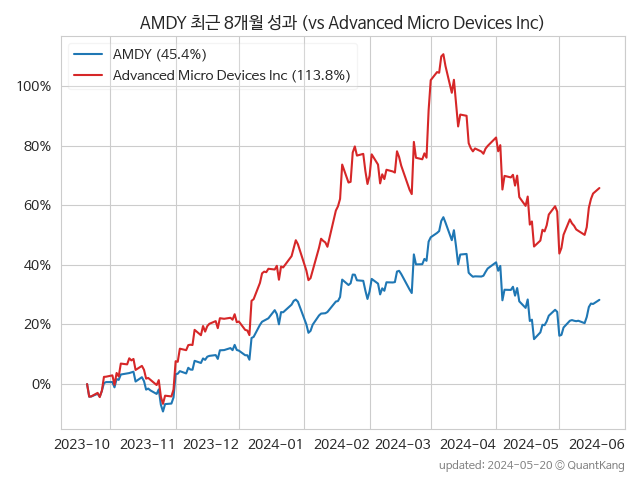 AMDY 최근 8개월 성과 (vs Advanced Micro Devices Inc)
AMDY (45.4%)
Advanced Micro Devices Inc (113.8%)
100%
80%
60%
40%
20%
0%
2023-10 2023-11 2023-12 2024-01 2024-02 2024-03 2024-04 2024-05 2024-06
updated: 2024-05-20 © QuantKang